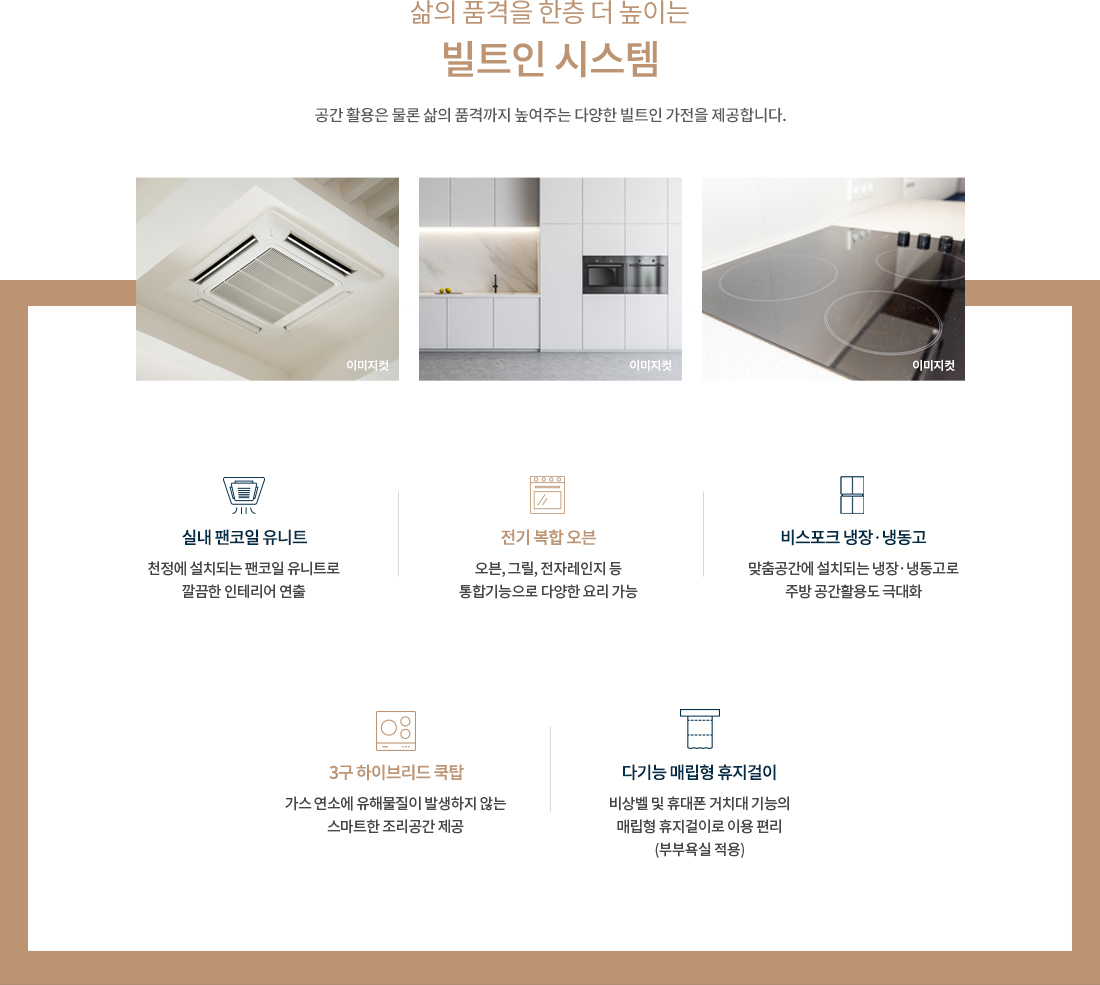 삶의 품격을 한층 더 높이는
빌트인 시스템
공간 활용은 물론 삶의 품격까지 높여주는 다양한 빌트인 가전을 제공합니다.
이미지컷
이미지컷
이미지컷
실내 팬코일 유니트
천정에 설치되는 팬코일 유니트로
깔끔한 인테리어 연출
전기 복합 오븐
오븐, 그릴, 전자레인지 등
통합기능으로 다양한 요리 가능
비스포크 냉장·냉동고
맞춤공간에 설치되는 냉장·냉동고로
주방 공간활용도 극대화
3구 하이브리드 쿡탑
가스 연소에 유해물질이 발생하지 않는
스마트한 조리공간 제공
다기능 매립형 휴지걸이
비상벨 및 휴대폰 거치대 기능의
매립형 휴지걸이로 이용 편리
(부부욕실 적용)